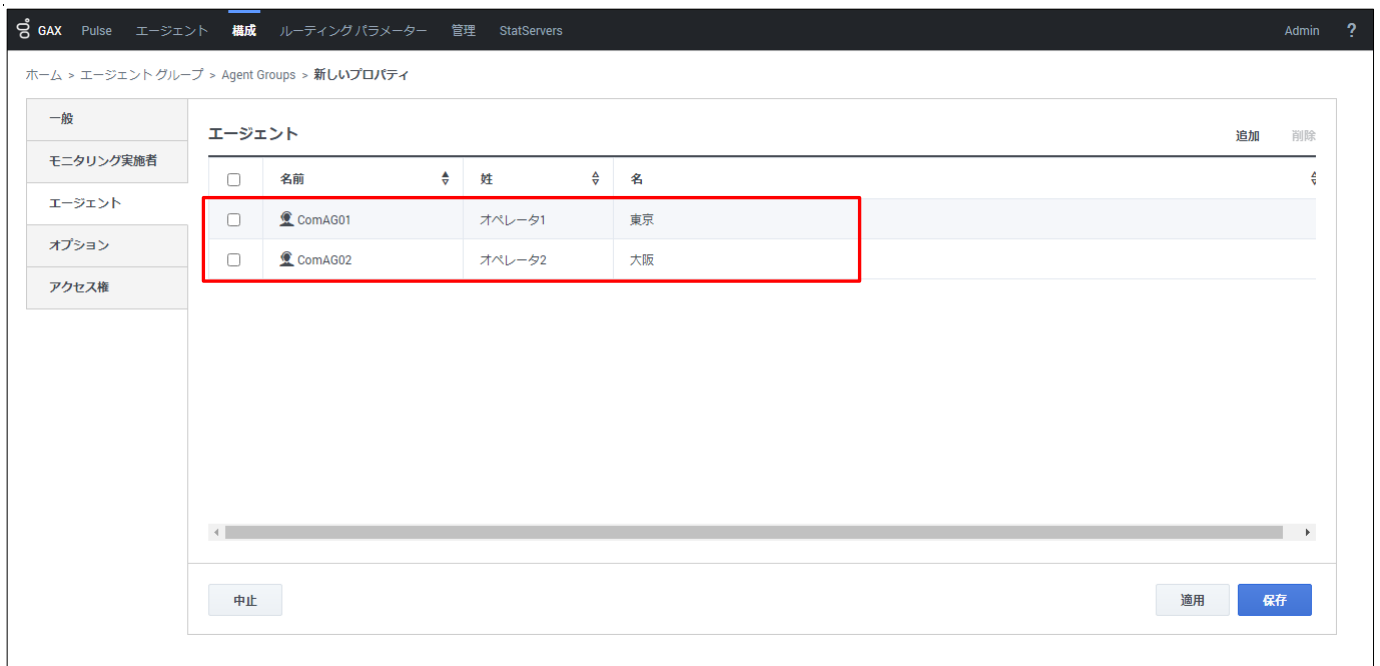 GAX Pulse エージェント 構成 ルーティング パラメーター 管理 StatServers Admin ?
ホーム > エージェント グループ > Agent Groups > 新しいプロパティ
一般
モニタリング実施者
エージェント
オプション
アクセス権
エージェント
追加 削除
名前 姓 名
ComAG01 オペレータ1 東京
ComAG02 オペレータ2 大阪
中止 適用 保存